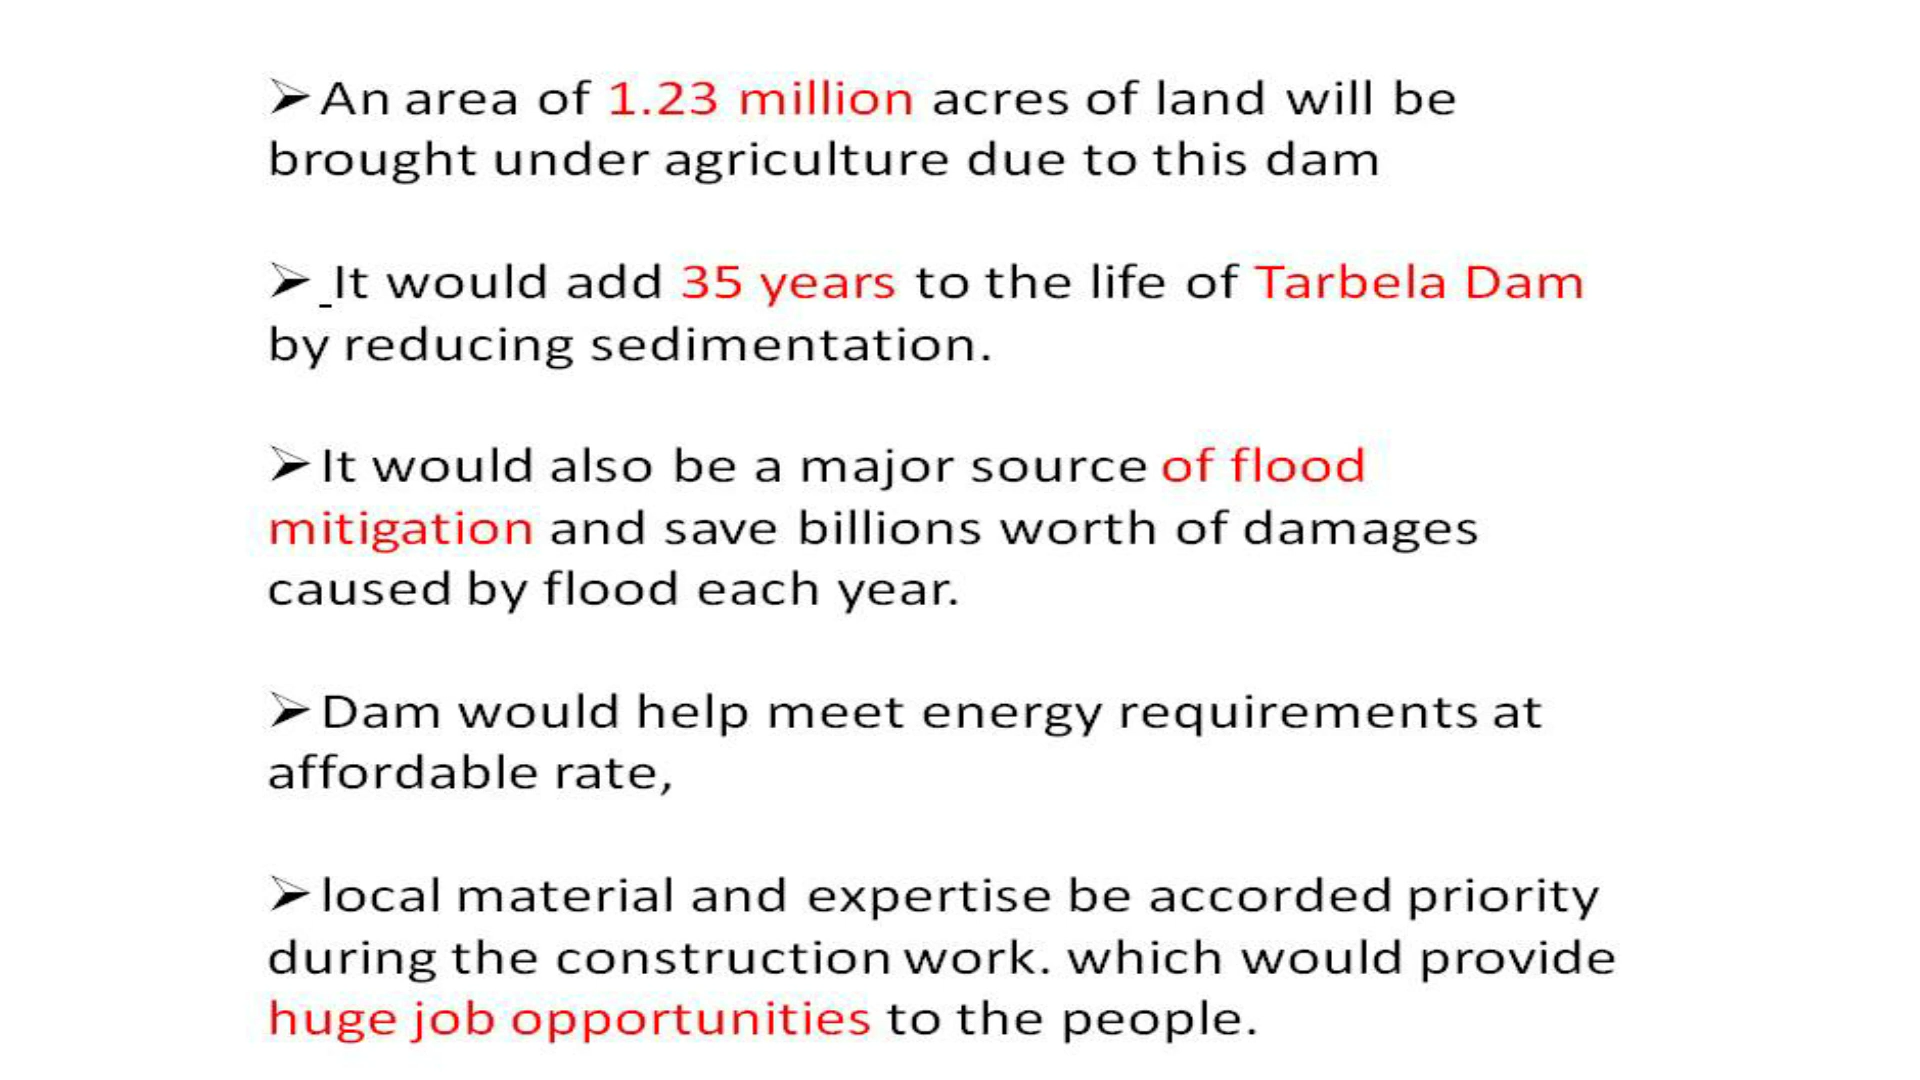 ➢An area of 1.23 million acres of land will be
brought under agriculture due to this dam
➢ It would add 35 years to the life of Tarbela Dam
by reducing sedimentation.
➢It would also be a major source of flood
mitigation and save billions worth of damages
caused by flood each year.
➢Dam would help meet energy requirements at
affordable rate,
➢local material and expertise be accorded priority
during the construction work. which would provide
huge job opportunities to the people.